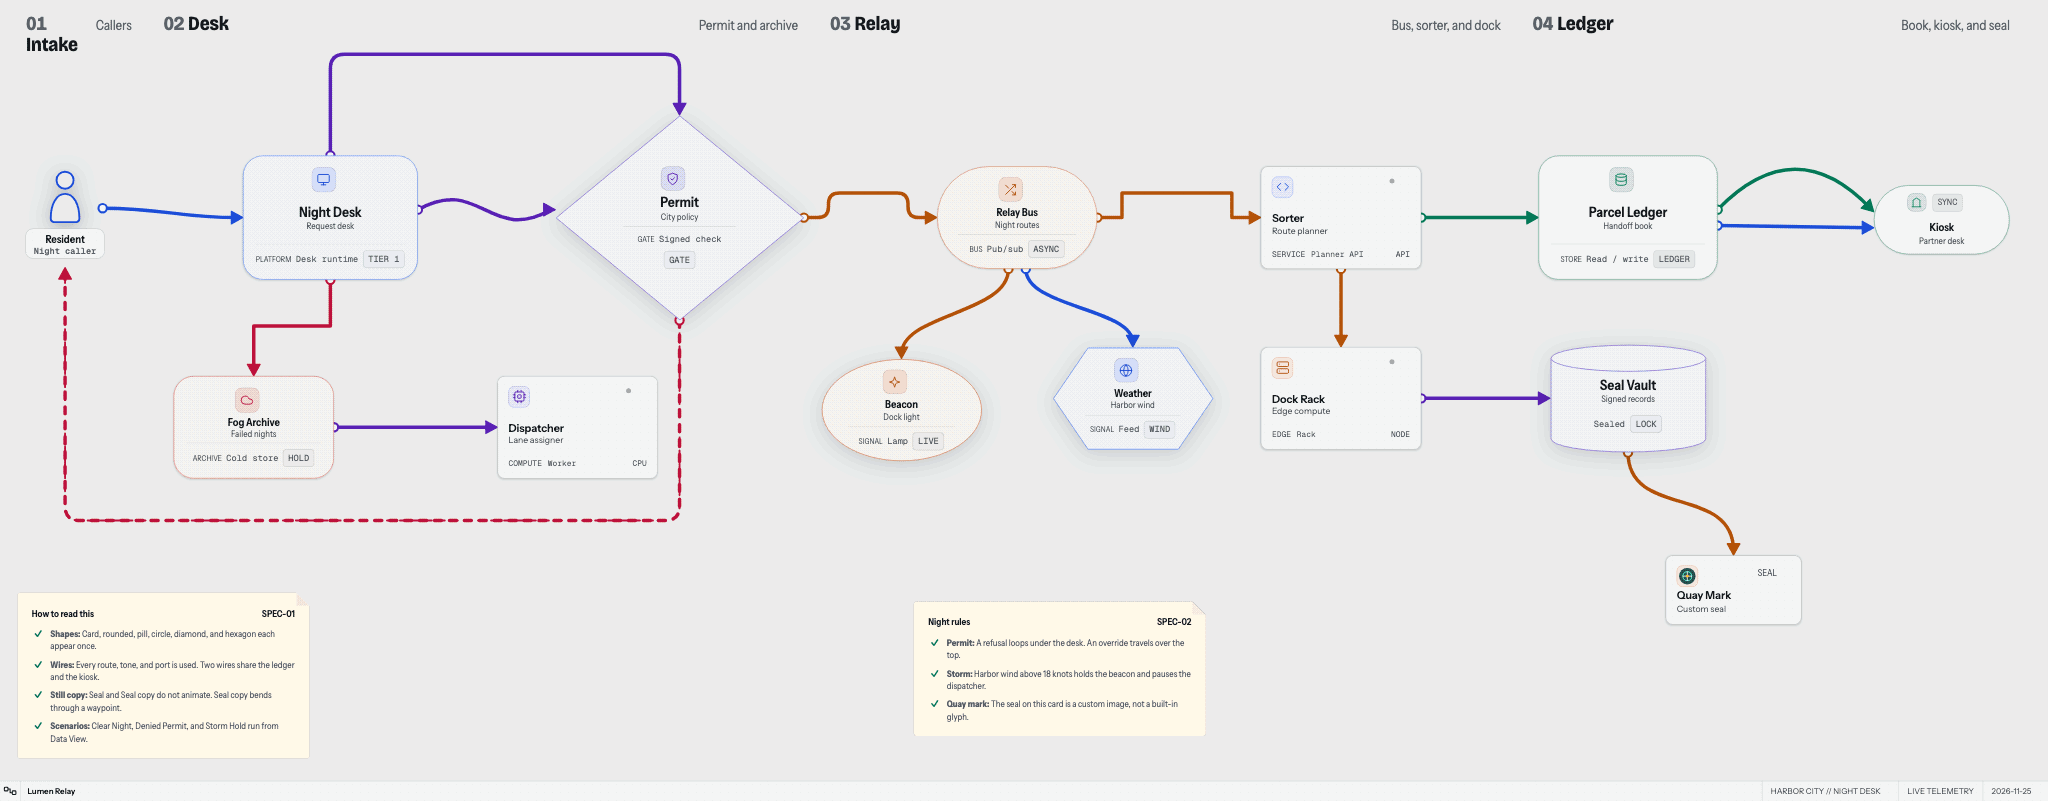 01 Intake
Callers
02 Desk
Permit and archive
03 Relay
Bus, sorter, and dock
04 Ledger
Book, kiosk, and seal
Resident
Night caller
Night Desk
Request desk
PLATFORM Desk runtime TIER 1
Permit
City policy
GATE Signed check
GATE
Relay Bus
Night routes
BUS Pub/sub ASYNC
Sorter
Route planner
SERVICE Planner API API
Parcel Ledger
Handoff book
STORE Read / write LEDGER
SYNC
Kiosk
Partner desk
Fog Archive
Failed nights
ARCHIVE Cold store HOLD
Dispatcher
Lane assigner
COMPUTE Worker CPU
Beacon
Dock light
SIGNAL Lamp LIVE
Weather
Harbor wind
SIGNAL Feed WIND
Dock Rack
Edge compute
EDGE Rack NODE
Seal Vault
Signed records
Sealed LOCK
SEAL
Quay Mark
Custom seal
How to read this SPEC-01
Shapes: Card, rounded, pill, circle, diamond, and hexagon each
appear once.
Wires: Every route, tone, and port is used. Two wires share the ledger
and the kiosk.
Still copy: Seal and Seal copy do not animate. Seal copy bends
through a waypoint.
Scenarios: Clear Night, Denied Permit, and Storm Hold run from
Data View.
Night rules SPEC-02
Permit: A refusal loops under the desk. An override travels over the
top.
Storm: Harbor wind above 18 knots holds the beacon and pauses the
dispatcher.
Quay mark: The seal on this card is a custom image, not a built-in
glyph.
Lumen Relay
HARBOR CITY // NIGHT DESK
LIVE TELEMETRY
2026-11-25